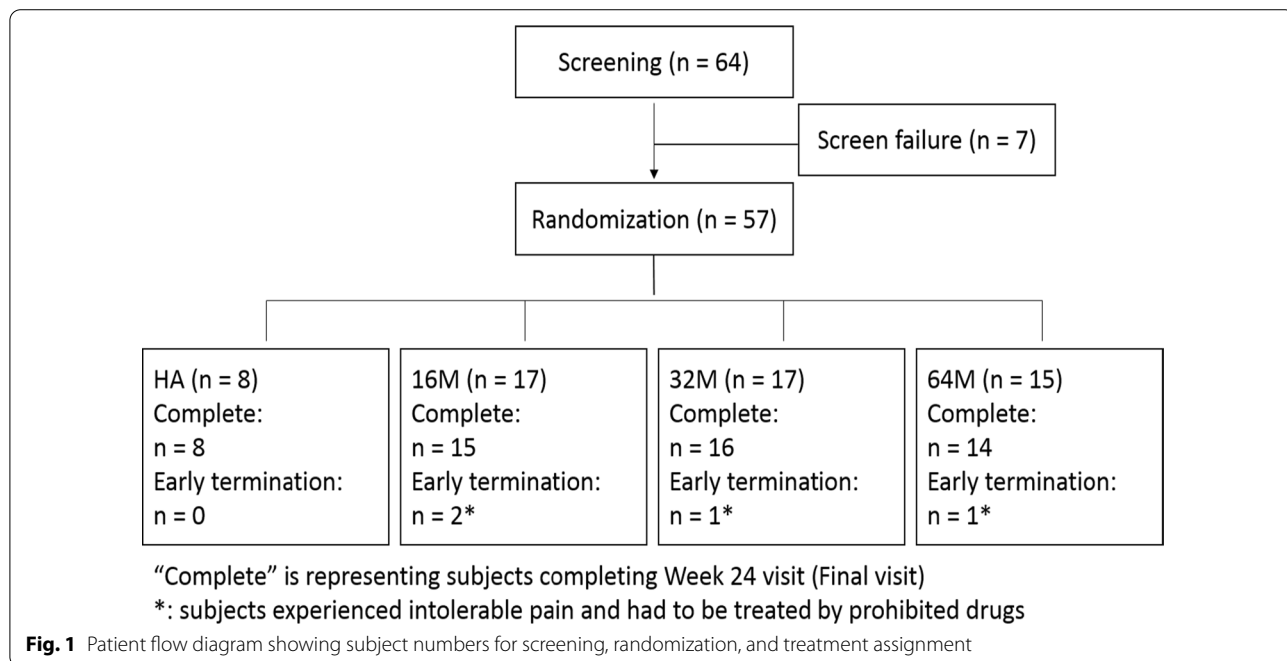 Screening (n = 64)
Screen failure (n = 7)
Randomization (n = 57)
HA (n = 8)
Complete:
n = 8
Early termination:
n = 0
16M (n = 17)
Complete:
n = 15
Early termination:
n = 2*
32M (n = 17)
Complete:
n = 16
Early termination:
n = 1*
64M (n = 15)
Complete:
n = 14
Early termination:
n = 1*
“Complete” is representing subjects completing Week 24 visit (Final visit)
*: subjects experienced intolerable pain and had to be treated by prohibited drugs
Fig. 1 Patient flow diagram showing subject numbers for screening, randomization, and treatment assignment